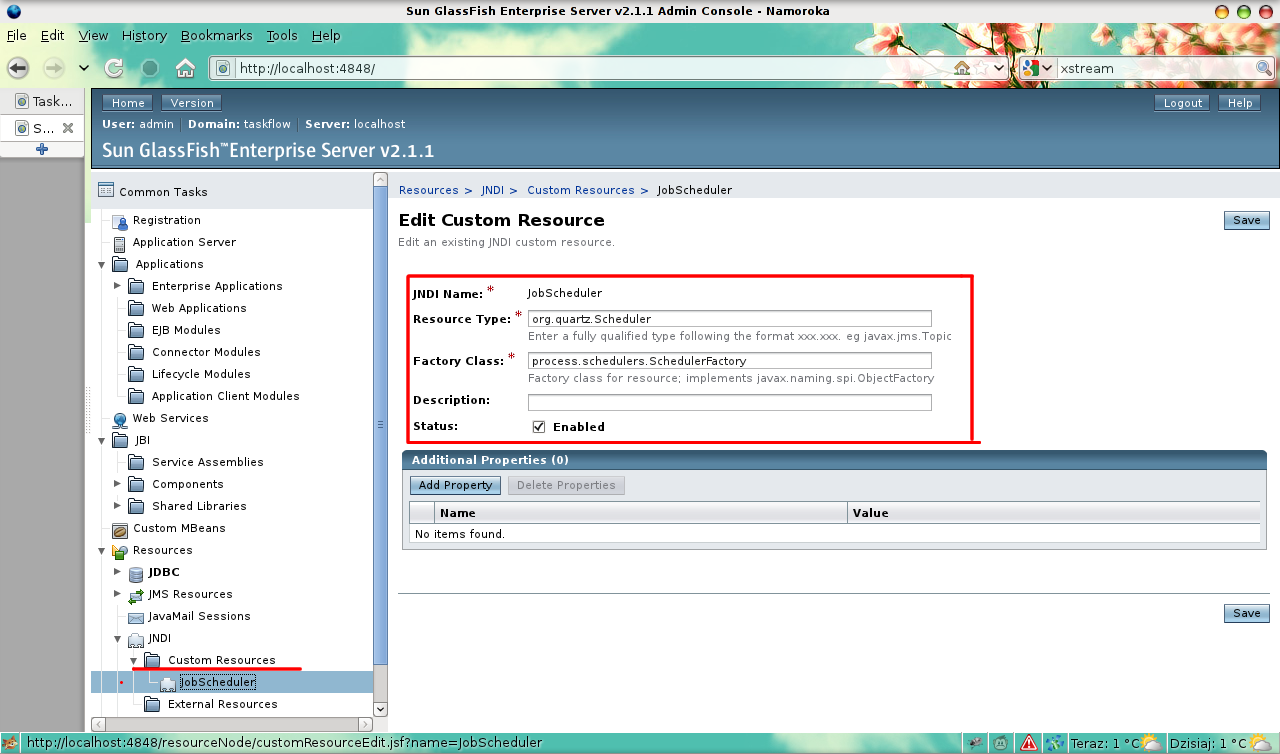 Sun GlassFish Enterprise Server v2.1.1 Admin Console - Namoroka
File Edit View History Bookmarks Tools Help
http://localhost:4848/
xstream
Task...
S...
Home Version
Logout Help
User: admin Domain: taskflow Server: localhost
Sun GlassFish™ Enterprise Server v2.1.1
Common Tasks
Registration
Application Server
Applications
Enterprise Applications
Web Applications
EJB Modules
Connector Modules
Lifecycle Modules
Application Client Modules
Web Services
JBI
Service Assemblies
Components
Shared Libraries
Custom MBeans
Resources
JDBC
JMS Resources
JavaMail Sessions
JNDI
Custom Resources
JobScheduler
External Resources
Resources > JNDI > Custom Resources > JobScheduler
Edit Custom Resource
Save
Edit an existing JNDI custom resource.
JNDI Name: * JobScheduler
Resource Type: * org.quartz.Scheduler
Enter a fully qualified type following the format xxx.xxx. eg javax.jms.Topic
Factory Class: * process.schedulers.SchedulerFactory
Factory class for resource; implements javax.naming.spi.ObjectFactory
Description:
Status: Enabled
Additional Properties (0)
Add Property Delete Properties
Name Value
No items found.
Save
http://localhost:4848/resourceNode/customResourceEdit.jsf?name=JobScheduler
Teraz: 1 °C Dzisiaj: 1 °C